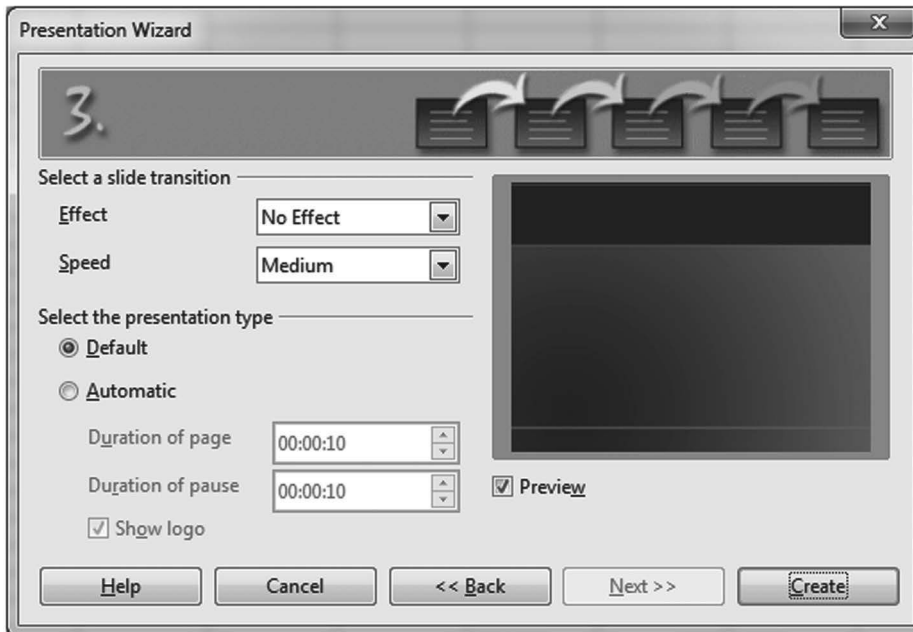 Presentation Wizard
3.
Select a slide transition
Effect
No Effect
Speed
Medium
Select the presentation type
Default
Automatic
Duration of page
00:00:10
Duration of pause
00:00:10
Show logo
Preview
Help
Cancel
<< Back
Next >>
Create